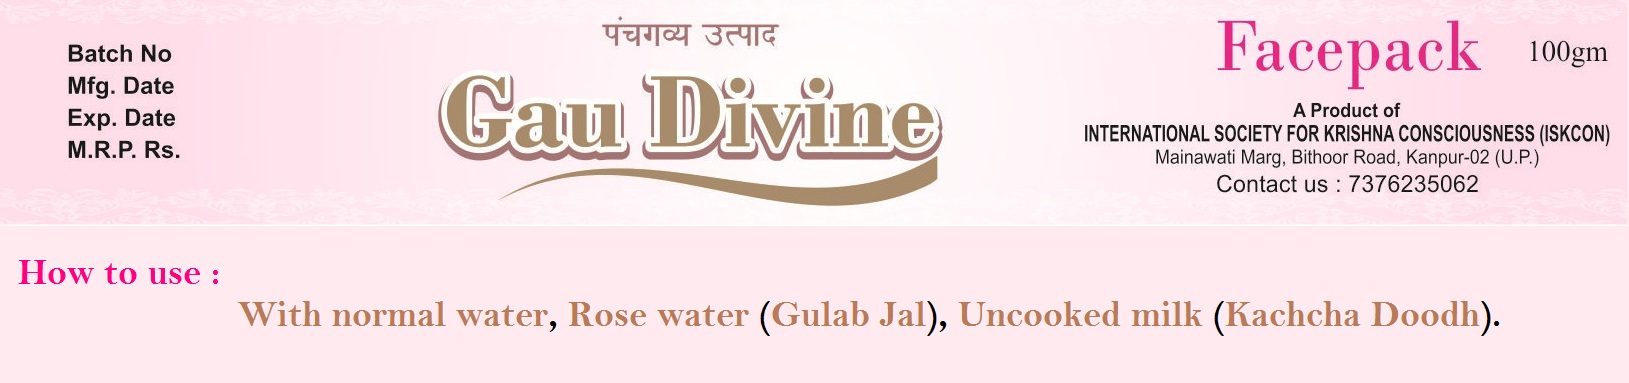 Batch No
Mfg. Date
Exp. Date
M.R.P. Rs.
पंचगव्य उत्पाद
Gau Divine
Facepack 100gm
A Product of
INTERNATIONAL SOCIETY FOR KRISHNA CONSCIOUSNESS (ISKCON)
Mainawati Marg, Bithoor Road, Kanpur-02 (U.P.)
Contact us : 7376235062
How to use :
With normal water, Rose water (Gulab Jal), Uncooked milk (Kachcha Doodh).